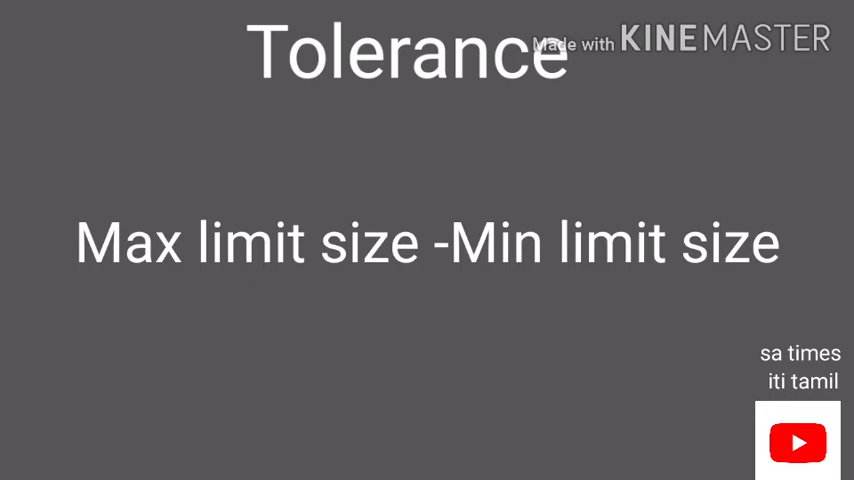 Tolerance
Made with KINEMASTER
Max limit size -Min limit size
sa times
iti tamil